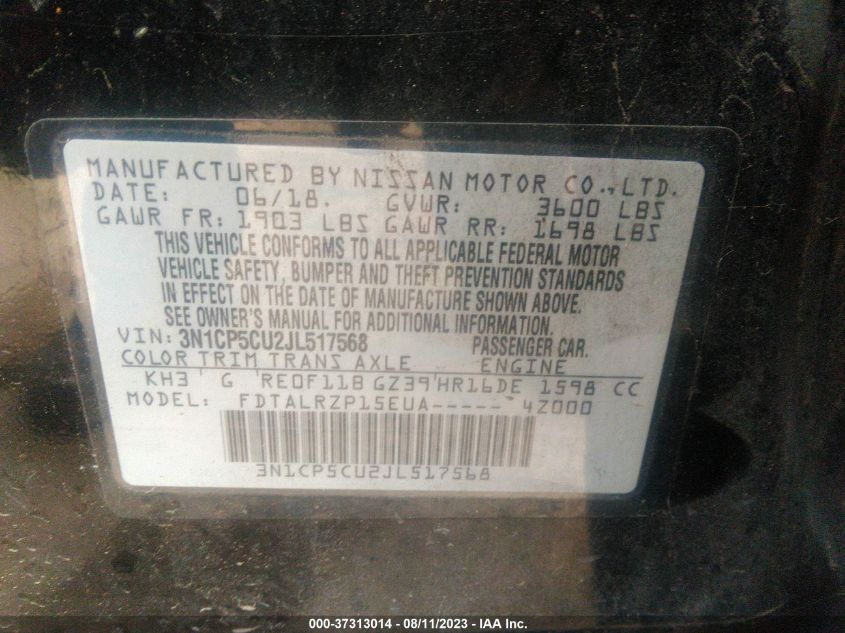 MANUFACTURED BY NISSAN MOTOR CO.,LTD.
DATE: 06/18. GVWR: 3600 LBS
GAWR FR: 1903 LBS GAWR RR: 1698 LBS
THIS VEHICLE CONFORMS TO ALL APPLICABLE FEDERAL MOTOR
VEHICLE SAFETY, BUMPER AND THEFT PREVENTION STANDARDS
IN EFFECT ON THE DATE OF MANUFACTURE SHOWN ABOVE.
SEE OWNER'S MANUAL FOR ADDITIONAL INFORMATION.
VIN: 3N1CP5CU2JL517568 PASSENGER CAR.
COLOR TRIM TRANS AXLE ENGINE
KH3 G RE0F11B GZ39 HR16DE 1598 CC
MODEL: FDTALRZP15EUA----- 4Z000
3N1CP5CU2JL517568
000-37313014 - 08/11/2023 - IAA Inc.